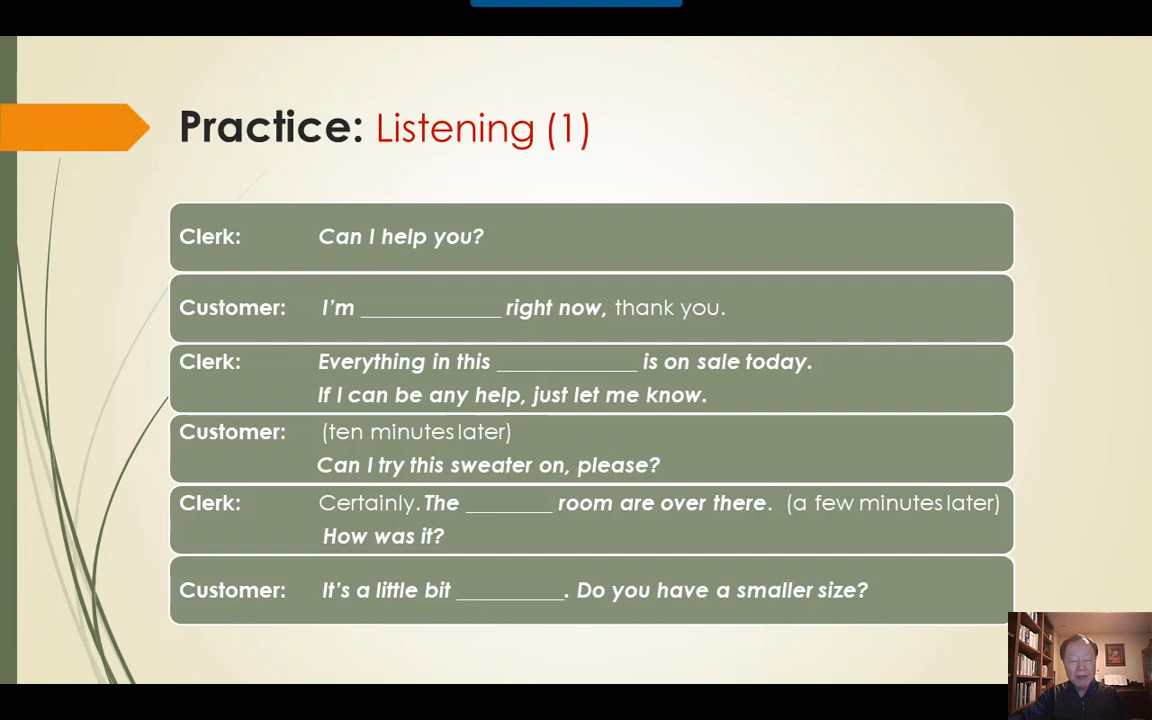 Practice: Listening (1)
Clerk: Can I help you?
Customer: I'm _____________ right now, thank you.
Clerk: Everything in this _____________ is on sale today.
If I can be any help, just let me know.
Customer: (ten minutes later)
Can I try this sweater on, please?
Clerk: Certainly. The ________ room are over there. (a few minutes later)
How was it?
Customer: It's a little bit __________. Do you have a smaller size?